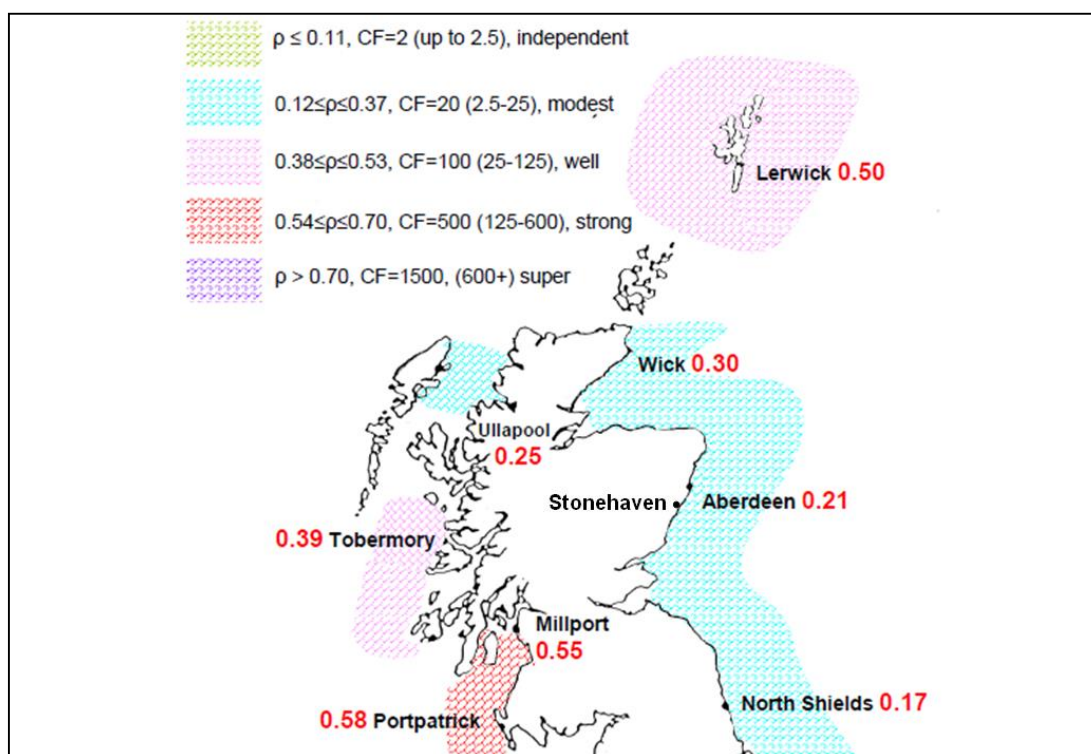 ρ ≤ 0.11, CF=2 (up to 2.5), independent
0.12≤ρ≤0.37, CF=20 (2.5-25), modest
0.38≤ρ≤0.53, CF=100 (25-125), well
0.54≤ρ≤0.70, CF=500 (125-600), strong
ρ > 0.70, CF=1500, (600+) super
Lerwick 0.50
Wick 0.30
Ullapool
0.25
Stonehaven
Aberdeen 0.21
0.39 Tobermory
Millport
0.55
0.58 Portpatrick
North Shields 0.17